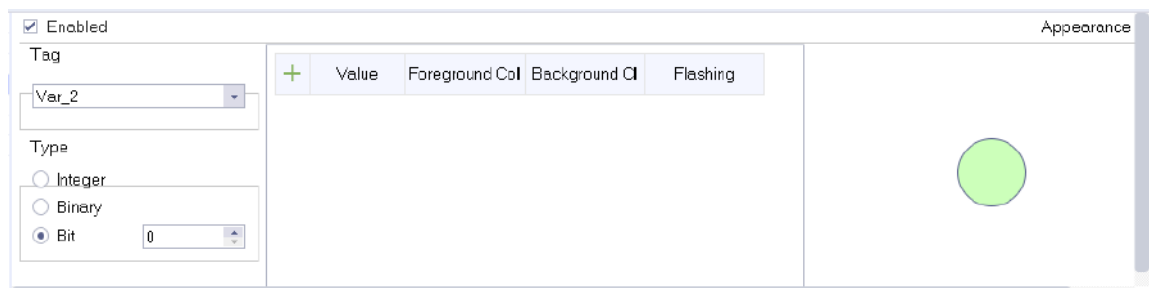 Enabled
Appearance
Tag
Var_2
+ Value Foreground Col Background Cl Flashing
Type
Integer
Binary
Bit 0